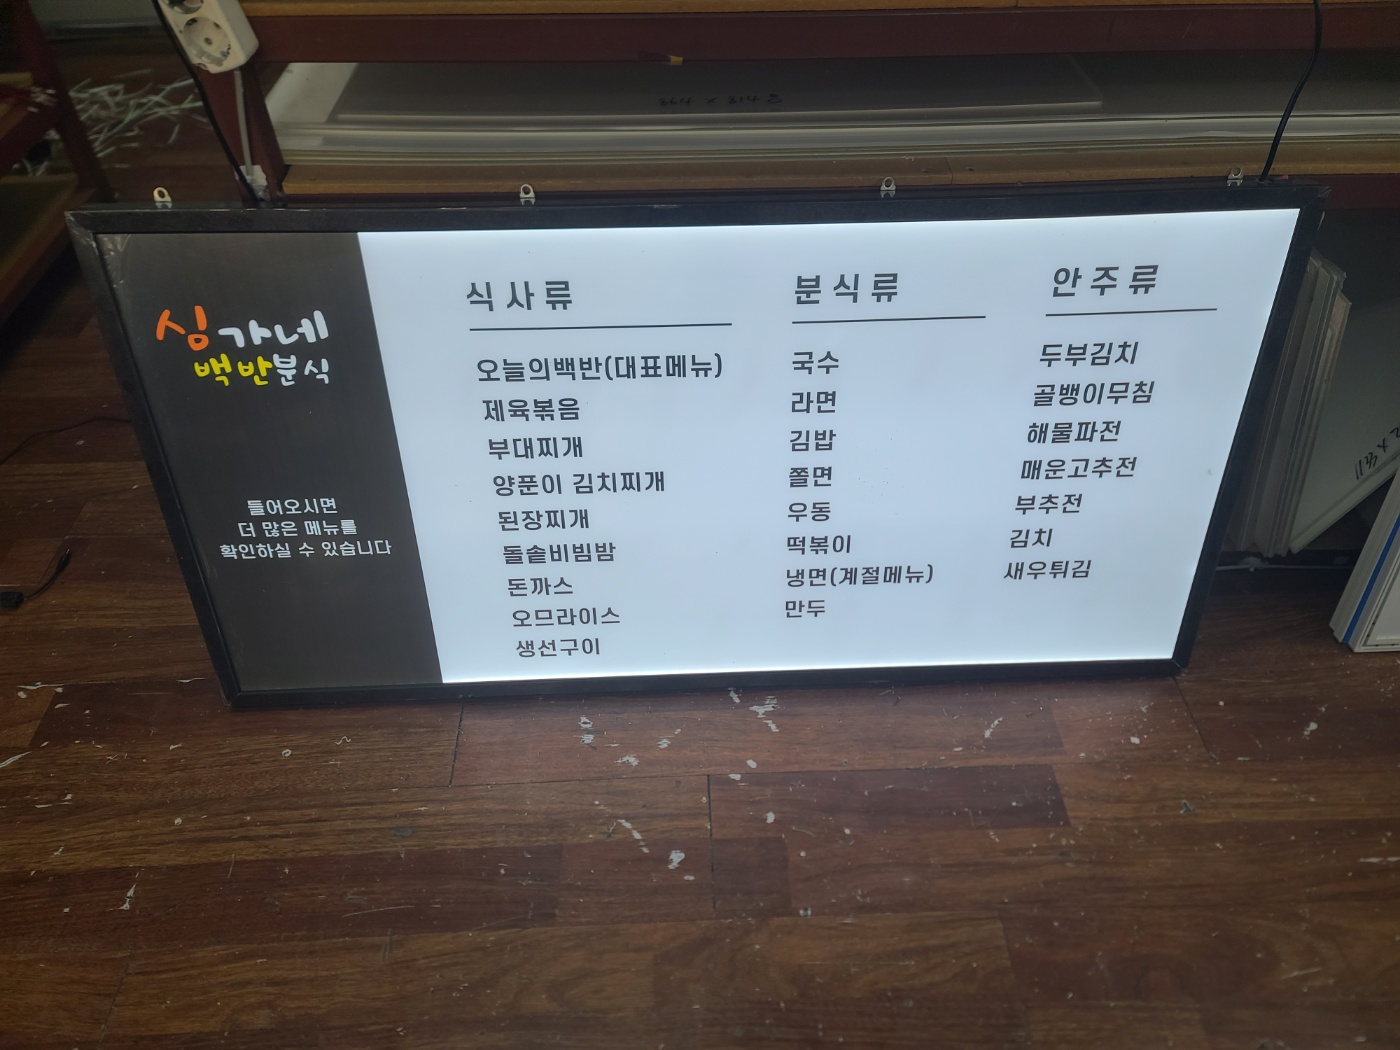 심가네
백반분식
들어오시면
더 많은 메뉴를
확인하실 수 있습니다
식사류
오늘의백반(대표메뉴)
제육볶음
부대찌개
양푼이 김치찌개
된장찌개
돌솥비빔밤
돈까스
오므라이스
생선구이
분식류
국수
라면
김밥
쫄면
우동
떡볶이
냉면(계절메뉴)
만두
안주류
두부김치
골뱅이무침
해물파전
매운고추전
부추전
김치
새우튀김